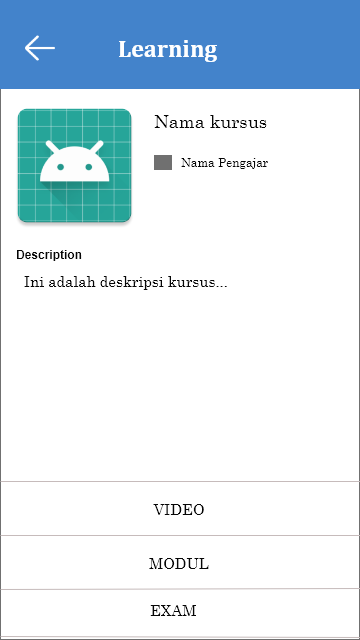 Learning
Nama kursus
Nama Pengajar
Description
Ini adalah deskripsi kursus...
VIDEO
MODUL
EXAM